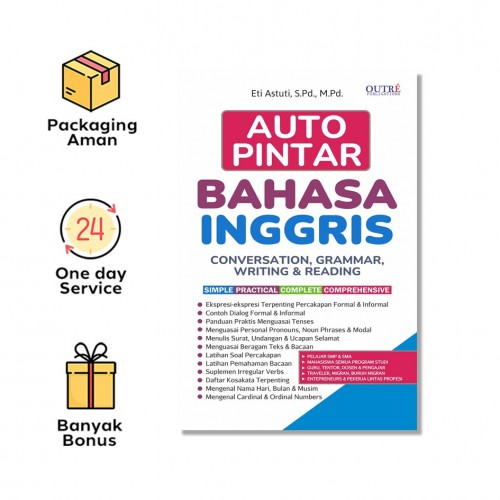 Packaging
Aman
24
One day
Service
Banyak
Bonus
Eti Astuti, S.Pd., M.Pd.
OUTRÉ
AUTO
PINTAR
BAHASA
INGGRIS
CONVERSATION, GRAMMAR,
WRITING & READING
SIMPLE PRACTICAL COMPLETE COMPREHENSIVE
Ekspresi-ekspresi Terpenting Percakapan Formal & Informal
Contoh Dialog Formal & Informal
Panduan Praktis Menguasai Tenses
Menguasai Personal Pronouns, Noun Phrases & Modal
Menulis Surat, Undangan & Ucapan Selamat
Menguasai Beragam Teks & Bacaan
Latihan Soal Percakapan
Latihan Pemahaman Bacaan
Suplemen Irregular Verbs
Daftar Kosakata Terpenting
Mengenal Nama Hari, Bulan & Musim
Mengenal Cardinal & Ordinal Numbers
PELAJAR SMP & SMA
MAHASISWA SEMUA PROGRAM STUDI
GURU, TENTOR, DOSEN & PENGAJAR
TRAVELER, MIGRAN, BURUH MIGRAN
ENTEPRENEURS & PEKERJA LINTAS PROFESI